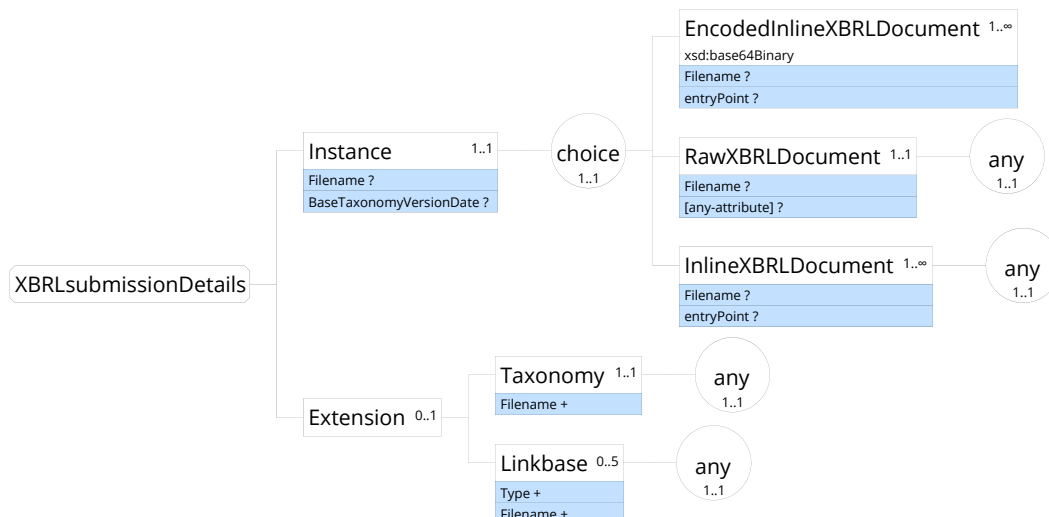 EncodedInlineXBRLDocument 1..∞
xsd:base64Binary
Filename ?
entryPoint ?
Instance 1..1
Filename ?
BaseTaxonomyVersionDate ?
choice
1..1
RawXBRLDocument 1..1
Filename ?
[any-attribute] ?
any
1..1
InlineXBRLDocument 1..∞
Filename ?
entryPoint ?
any
1..1
XBRLsubmissionDetails
Extension 0..1
Taxonomy 1..1
Filename +
any
1..1
Linkbase 0..5
Type +
Filename +
any
1..1